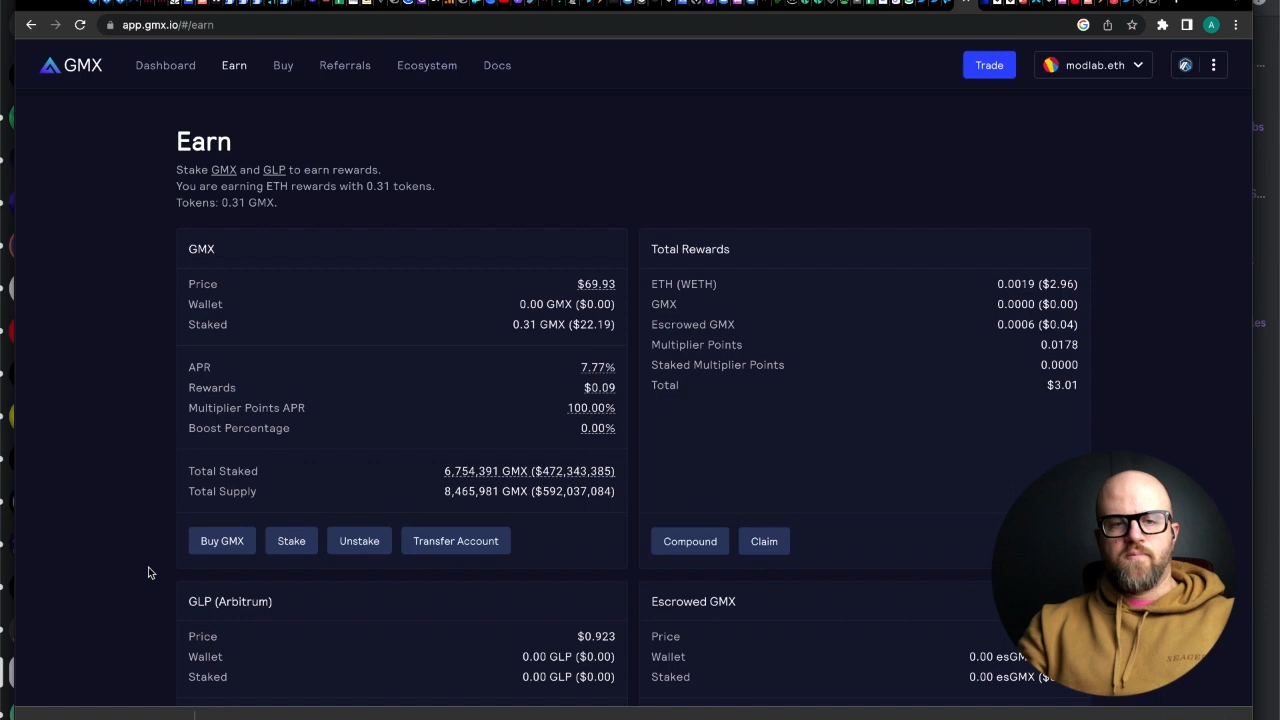 app.gmx.io/#/earn
A
GMX Dashboard Earn Buy Referrals Ecosystem Docs Trade modlab.eth
Earn
Stake GMX and GLP to earn rewards.
You are earning ETH rewards with 0.31 tokens.
Tokens: 0.31 GMX.
GMX
Price $69.93
Wallet 0.00 GMX ($0.00)
Staked 0.31 GMX ($22.19)
APR 7.77%
Rewards $0.09
Multiplier Points APR 100.00%
Boost Percentage 0.00%
Total Staked 6,754,391 GMX ($472,343,385)
Total Supply 8,465,981 GMX ($592,037,084)
Buy GMX Stake Unstake Transfer Account
Total Rewards
ETH (WETH) 0.0019 ($2.96)
GMX 0.0000 ($0.00)
Escrowed GMX 0.0006 ($0.04)
Multiplier Points 0.0178
Staked Multiplier Points 0.0000
Total $3.01
Compound Claim
GLP (Arbitrum)
Price $0.923
Wallet 0.00 GLP ($0.00)
Staked 0.00 GLP ($0.00)
Escrowed GMX
Price
Wallet 0.00
Staked 0.00 esGMX